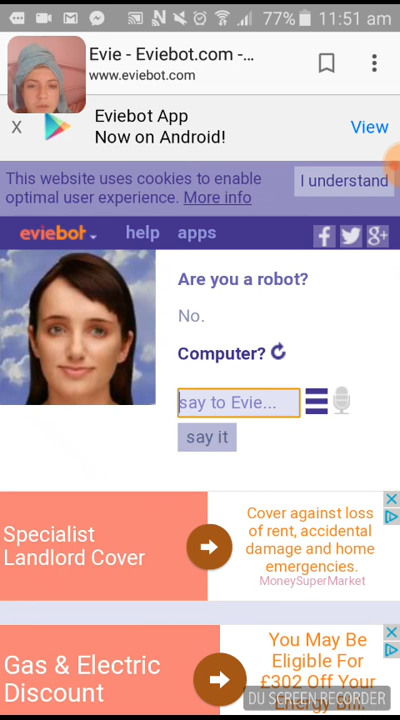 77% 11:51 am
Evie - Eviebot.com -...
www.eviebot.com
X
Eviebot App
Now on Android!
View
This website uses cookies to enable
optimal user experience. More info
I understand
eviebot
help apps
Are you a robot?
No.
Computer?
say to Evie...
say it
Specialist
Landlord Cover
Cover against loss
of rent, accidental
damage and home
emergencies.
MoneySuperMarket
Gas & Electric
Discount
You May Be
Eligible For
£302 Off Your
Energy Bill.
DU SCREEN RECORDER